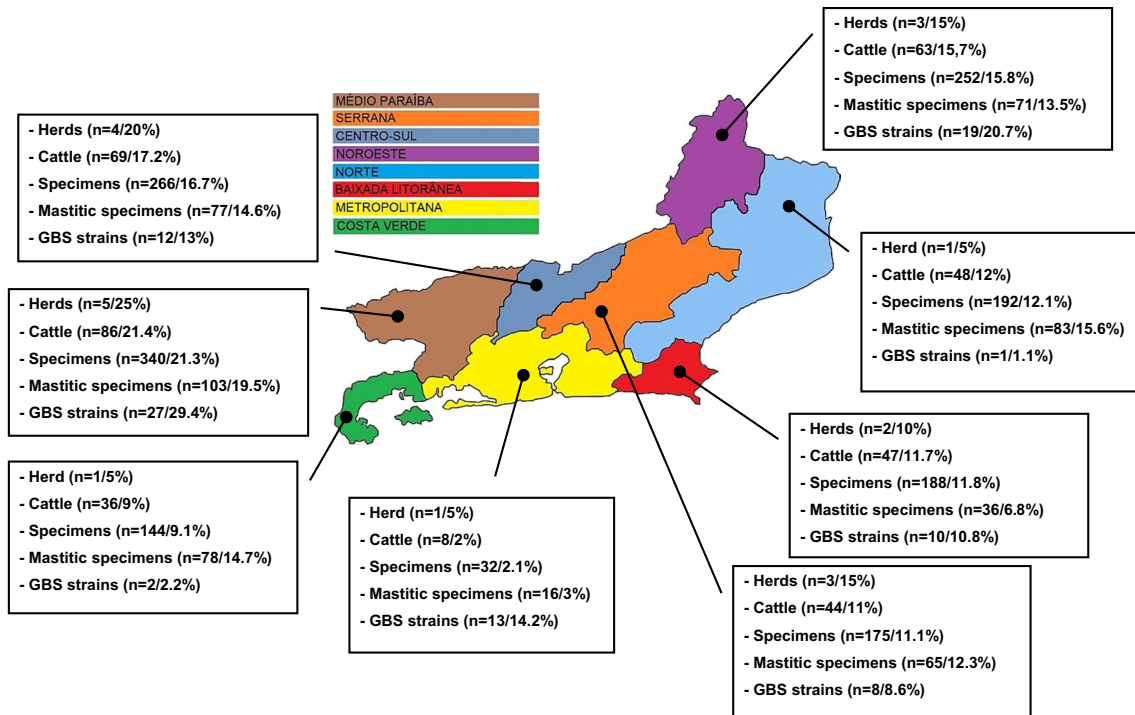 - Herds (n=3/15%)
- Cattle (n=63/15,7%)
- Specimens (n=252/15.8%)
- Mastitic specimens (n=71/13.5%)
- GBS strains (n=19/20.7%)
MÉDIO PARAÍBA
SERRANA
CENTRO-SUL
NOROESTE
NORTE
BAIXADA LITORÂNEA
METROPOLITANA
COSTA VERDE
- Herds (n=4/20%)
- Cattle (n=69/17.2%)
- Specimens (n=266/16.7%)
- Mastitic specimens (n=77/14.6%)
- GBS strains (n=12/13%)
- Herd (n=1/5%)
- Cattle (n=48/12%)
- Specimens (n=192/12.1%)
- Mastitic specimens (n=83/15.6%)
- GBS strains (n=1/1.1%)
- Herds (n=5/25%)
- Cattle (n=86/21.4%)
- Specimens (n=340/21.3%)
- Mastitic specimens (n=103/19.5%)
- GBS strains (n=27/29.4%)
- Herds (n=2/10%)
- Cattle (n=47/11.7%)
- Specimens (n=188/11.8%)
- Mastitic specimens (n=36/6.8%)
- GBS strains (n=10/10.8%)
- Herd (n=1/5%)
- Cattle (n=36/9%)
- Specimens (n=144/9.1%)
- Mastitic specimens (n=78/14.7%)
- GBS strains (n=2/2.2%)
- Herd (n=1/5%)
- Cattle (n=8/2%)
- Specimens (n=32/2.1%)
- Mastitic specimens (n=16/3%)
- GBS strains (n=13/14.2%)
- Herds (n=3/15%)
- Cattle (n=44/11%)
- Specimens (n=175/11.1%)
- Mastitic specimens (n=65/12.3%)
- GBS strains (n=8/8.6%)